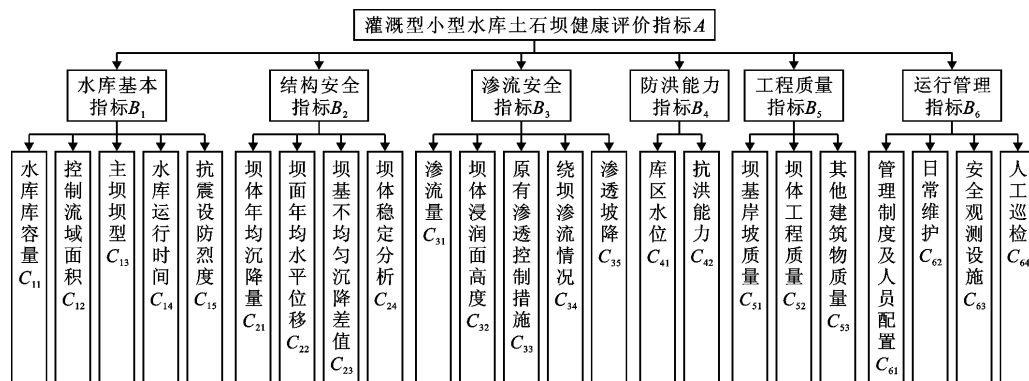 灌溉型小型水库土石坝健康评价指标A
水库基本
指标B₁
结构安全
指标B₂
渗流安全
指标B₃
防洪能力
指标B₄
工程质量
指标B₅
运行管理
指标B₆
水库库容量C₁₁
控制流域面积C₁₂
主坝坝型C₁₃
水库运行时间C₁₄
抗震设防烈度C₁₅
坝体年均沉降量C₂₁
坝面年均水平位移C₂₂
坝基不均匀沉降差值C₂₃
坝体稳定分析C₂₄
渗流量C₃₁
坝体浸润面高度C₃₂
原有渗透控制措施C₃₃
绕坝渗流情况C₃₄
渗透坡降C₃₅
库区水位C₄₁
抗洪能力C₄₂
坝基岸坡质量C₅₁
坝体工程质量C₅₂
其他建筑物质量C₅₃
管理制度及人员配置C₆₁
日常维护C₆₂
安全观测设施C₆₃
人工巡检C₆₄